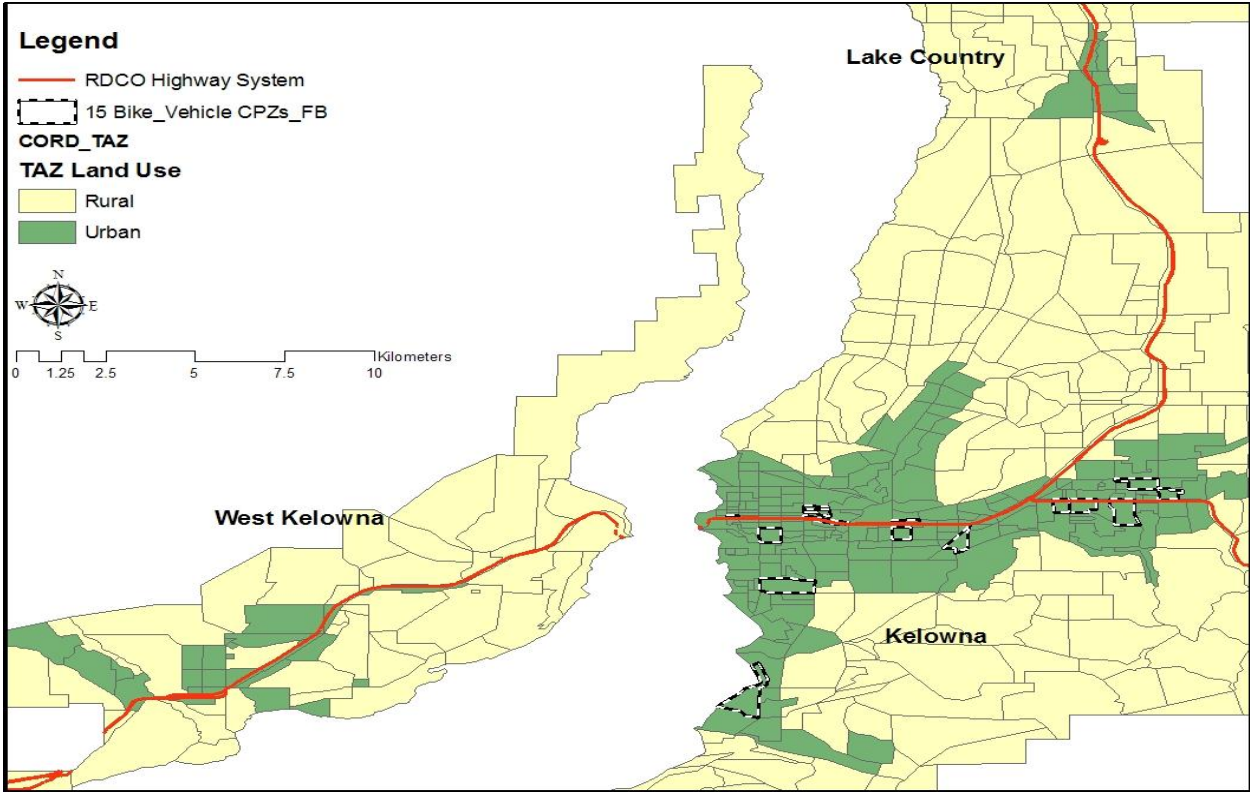 Legend
RDCO Highway System
15 Bike_Vehicle CPZs_FB
CORD_TAZ
TAZ Land Use
Rural
Urban
N
W E
S
Kilometers
0 1.25 2.5 5 7.5 10
Lake Country
West Kelowna
Kelowna